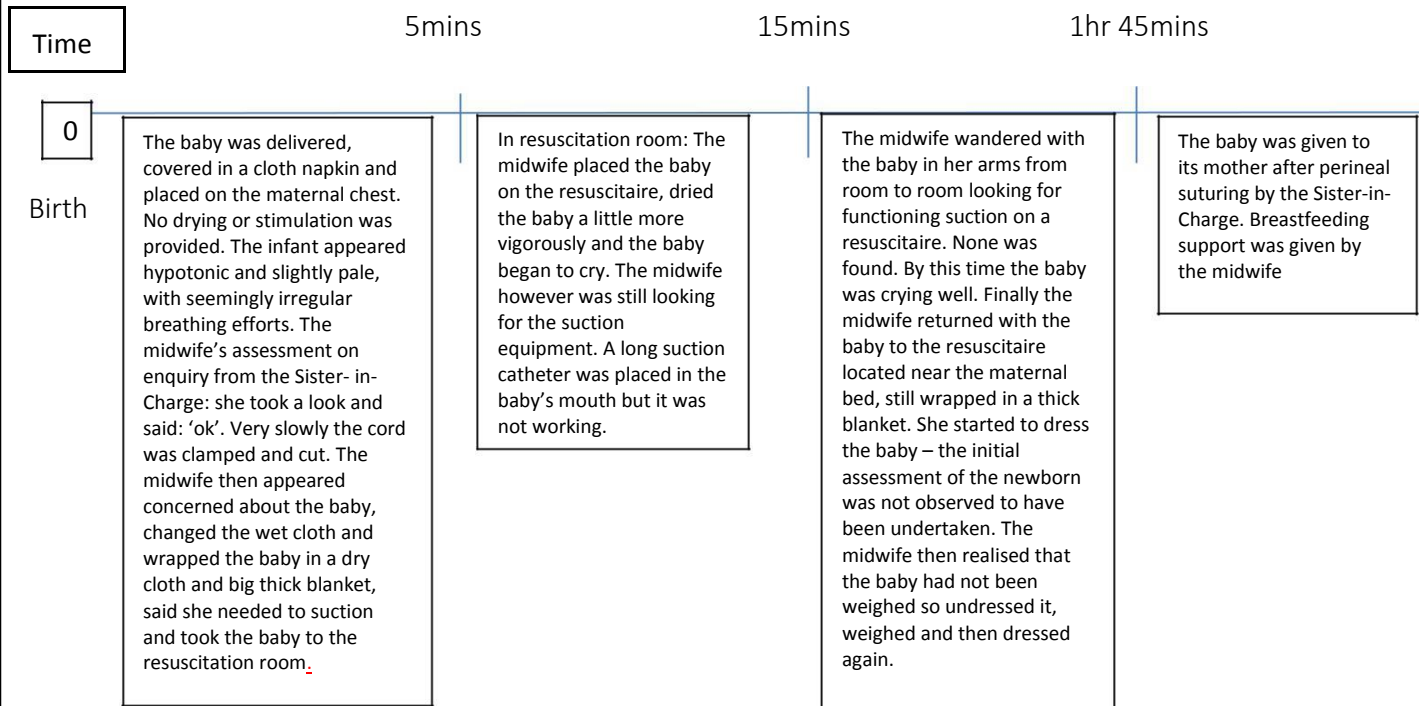 Time
5mins
15mins
1hr 45mins
0
Birth
The baby was delivered,
covered in a cloth napkin and
placed on the maternal chest.
No drying or stimulation was
provided. The infant appeared
hypotonic and slightly pale,
with seemingly irregular
breathing efforts. The
midwife’s assessment on
enquiry from the Sister- in-
Charge: she took a look and
said: ‘ok’. Very slowly the cord
was clamped and cut. The
midwife then appeared
concerned about the baby,
changed the wet cloth and
wrapped the baby in a dry
cloth and big thick blanket,
said she needed to suction
and took the baby to the
resuscitation room.
In resuscitation room: The
midwife placed the baby
on the resuscitaire, dried
the baby a little more
vigorously and the baby
began to cry. The midwife
however was still looking
for the suction
equipment. A long suction
catheter was placed in the
baby’s mouth but it was
not working.
The midwife wandered with
the baby in her arms from
room to room looking for
functioning suction on a
resuscitaire. None was
found. By this time the baby
was crying well. Finally the
midwife returned with the
baby to the resuscitaire
located near the maternal
bed, still wrapped in a thick
blanket. She started to dress
the baby – the initial
assessment of the newborn
was not observed to have
been undertaken. The
midwife then realised that
the baby had not been
weighed so undressed it,
weighed and then dressed
again.
The baby was given to
its mother after perineal
suturing by the Sister-in-
Charge. Breastfeeding
support was given by
the midwife